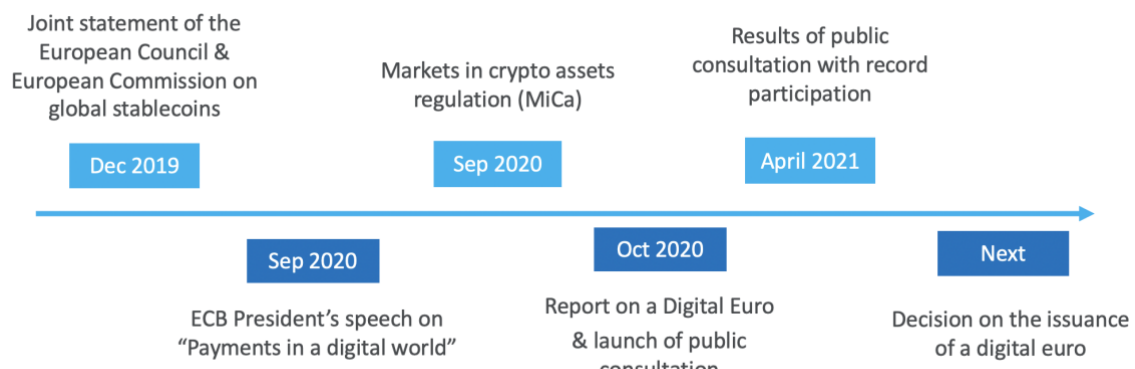 Joint statement of the
European Council &
European Commission on
global stablecoins
Dec 2019
Sep 2020
ECB President’s speech on
“Payments in a digital world”
Markets in crypto assets
regulation (MiCa)
Sep 2020
Oct 2020
Report on a Digital Euro
& launch of public
consultation
Results of public
consultation with record
participation
April 2021
Next
Decision on the issuance
of a digital euro